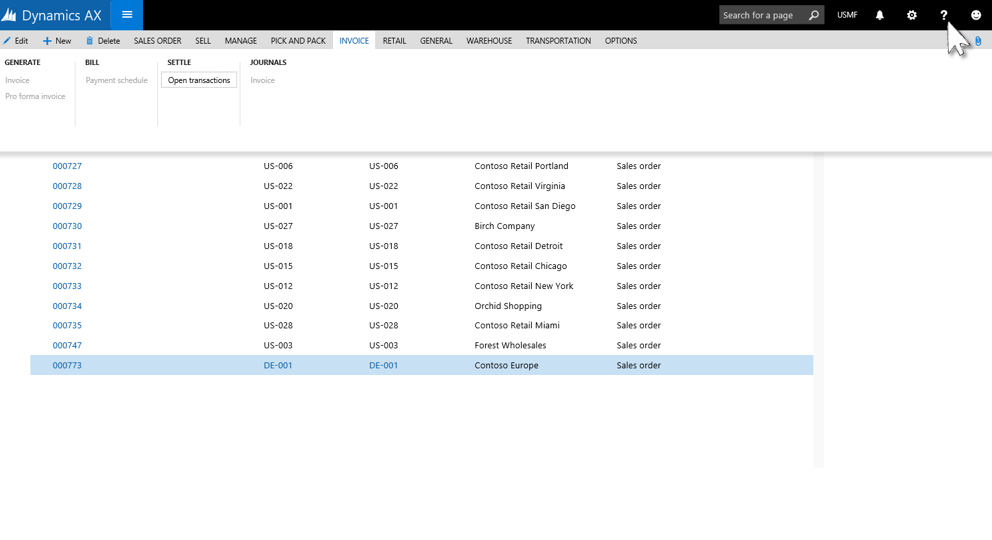 Dynamics AX
Search for a page
USMF
Edit New Delete SALES ORDER SELL MANAGE PICK AND PACK INVOICE RETAIL GENERAL WAREHOUSE TRANSPORTATION OPTIONS
GENERATE BILL SETTLE JOURNALS
Invoice Payment schedule Open transactions Invoice
Pro forma invoice
000727 US-006 US-006 Contoso Retail Portland Sales order
000728 US-022 US-022 Contoso Retail Virginia Sales order
000729 US-001 US-001 Contoso Retail San Diego Sales order
000730 US-027 US-027 Birch Company Sales order
000731 US-018 US-018 Contoso Retail Detroit Sales order
000732 US-015 US-015 Contoso Retail Chicago Sales order
000733 US-012 US-012 Contoso Retail New York Sales order
000734 US-020 US-020 Orchid Shopping Sales order
000735 US-028 US-028 Contoso Retail Miami Sales order
000747 US-003 US-003 Forest Wholesales Sales order
000773 DE-001 DE-001 Contoso Europe Sales order